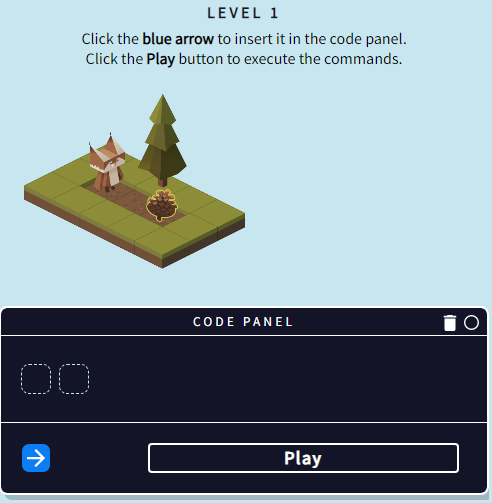 LEVEL 1
Click the blue arrow to insert it in the code panel.
Click the Play button to execute the commands.
CODE PANEL
Play